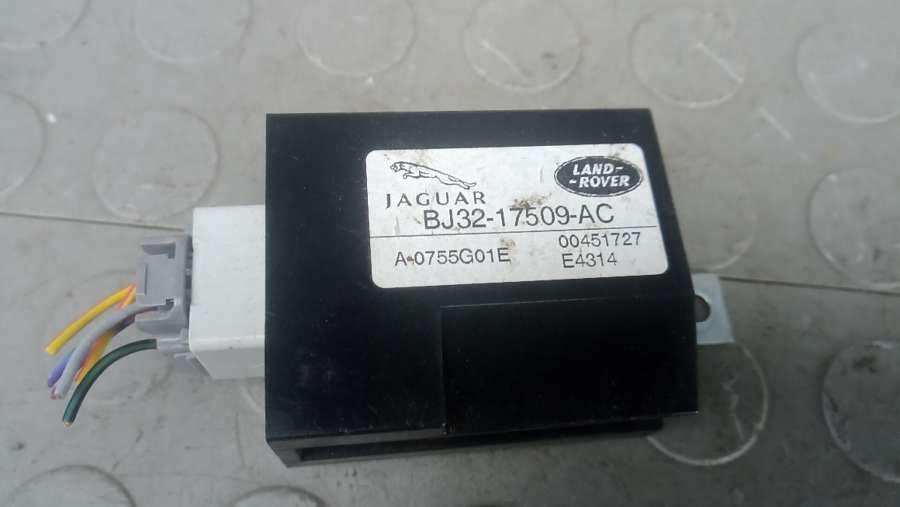 LAND-
-ROVER
JAGUAR
BJ32-17509-AC
A-0755G01E 00451727
E4314